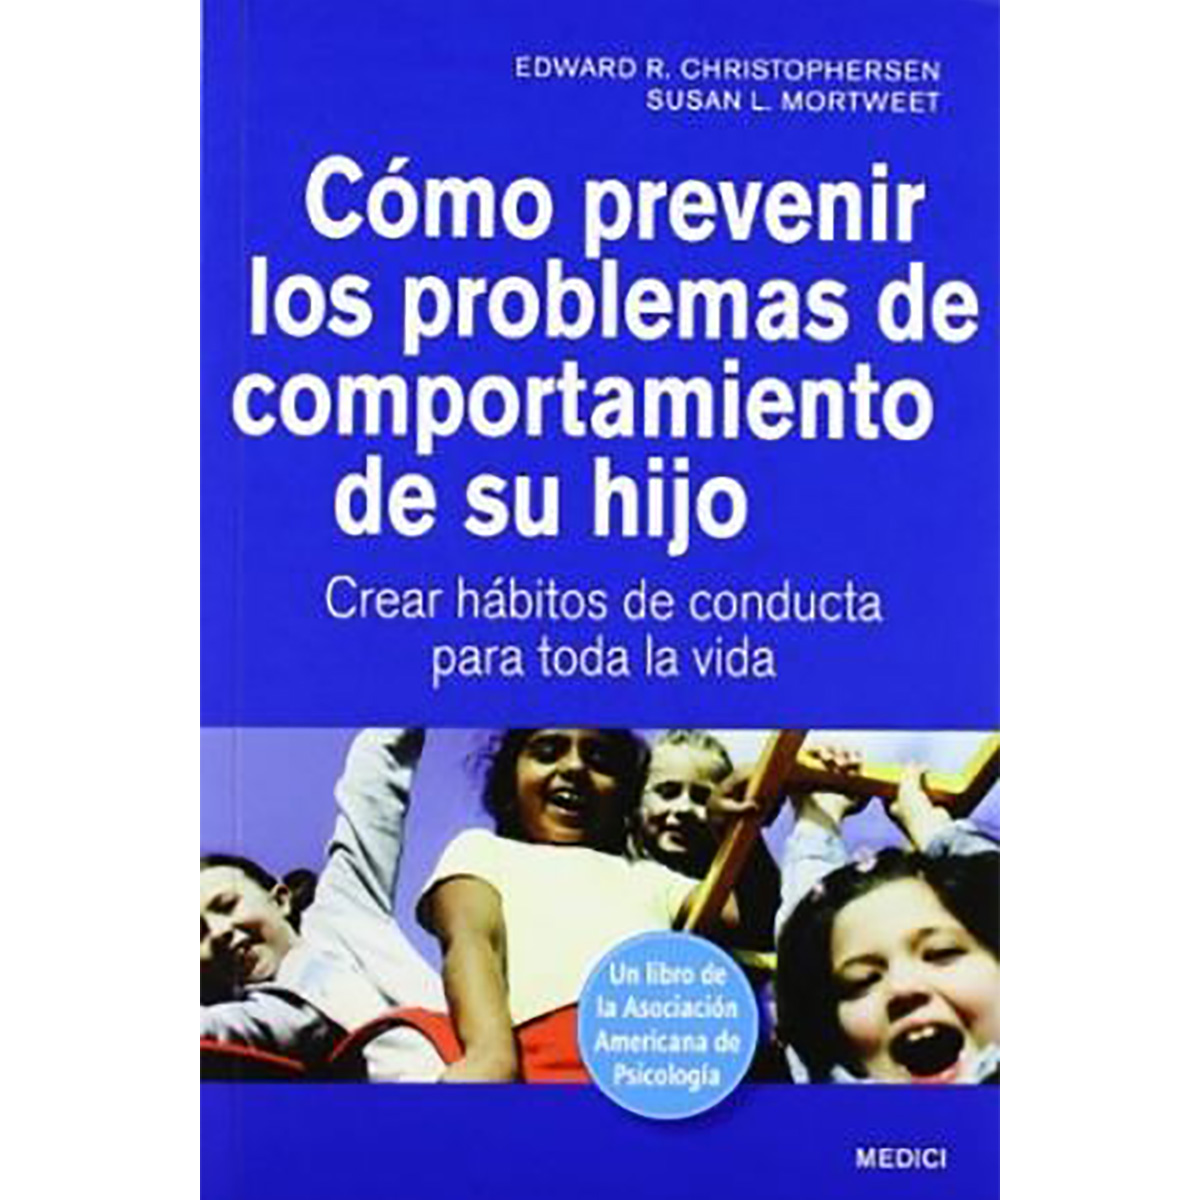 EDWARD R. CHRISTOPHERSEN
SUSAN L. MORTWEET
Cómo prevenir
los problemas de
comportamiento
de su hijo
Crear hábitos de conducta
para toda la vida
Un libro de
la Asociación
Americana de
Psicología
MEDICI